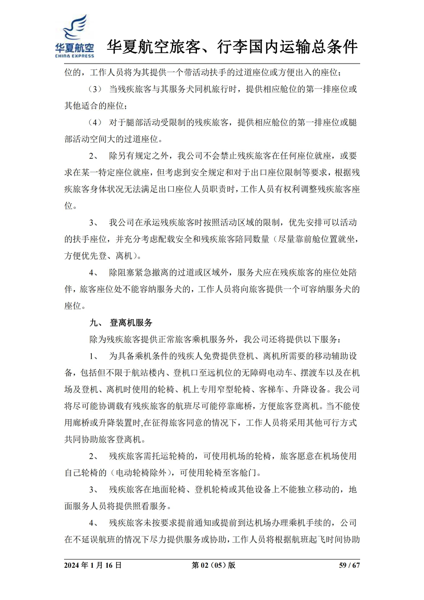 华夏航空
CHINA EXPRESS AIR
华夏航空旅客、行李国内运输总条件
位的，工作人员将为其提供一个带活动扶手的过道座位或方便出入的座位；
（3） 当残疾旅客与其服务犬同机旅行时，提供相应舱位的第一排座位或
其他适合的座位；
（4） 对于腿部活动受限制的残疾旅客，提供相应舱位的第一排座位或腿
部活动空间大的过道座位。
2、 除另有规定之外，我公司不会禁止残疾旅客在任何座位就座，或要
求在某一特定座位就座，但考虑到安全规定和对于出口座位限制等要求，根据残
疾旅客身体状况无法满足出口座位人员职责时，工作人员有权利调整残疾旅客座
位。
3、 我公司在承运残疾旅客时按照活动区域的限制，优先安排可以活动
的扶手座位，并充分考虑配载安全和残疾旅客陪同数量（尽量靠前舱位置就坐，
方便优先登、离机）。
4、 除阻塞紧急撤离的过道或区域外，服务犬应在残疾旅客的座位处陪
伴，旅客座位处不能容纳服务犬的，工作人员将向旅客提供一个可容纳服务犬的
座位。
九、 登离机服务
除为残疾旅客提供正常旅客乘机服务外，我公司还将提供以下服务：
1、 为具备乘机条件的残疾人免费提供登机、离机所需要的移动辅助设
备，包括但不限于航站楼内、登机口至远机位的无障碍电动车、摆渡车以及在机
场及登机、离机时使用的轮椅、机上专用窄型轮椅、客梯车、升降设备。我公司
将尽可能协调载有残疾旅客的航班尽可能停靠廊桥，方便旅客登离机。当不能使
用廊桥或升降装置时,在征得旅客同意的情况下，工作人员将采用其他可行方式
共同协助旅客登离机。
2、 残疾旅客需托运轮椅的，可使用机场的轮椅，旅客愿意在机场使用
自己轮椅的（电动轮椅除外），可使用轮椅至客舱门。
3、 残疾旅客在地面轮椅、登机轮椅或其他设备上不能独立移动的，地
面服务人员将提供照看服务。
4、 残疾旅客未按要求提前通知或提前到达机场办理乘机手续的，公司
在不延误航班的情况下尽力提供服务或协助,工作人员将根据航班起飞时间协助
2024 年 1 月 16 日 第 02（05）版 59 / 67